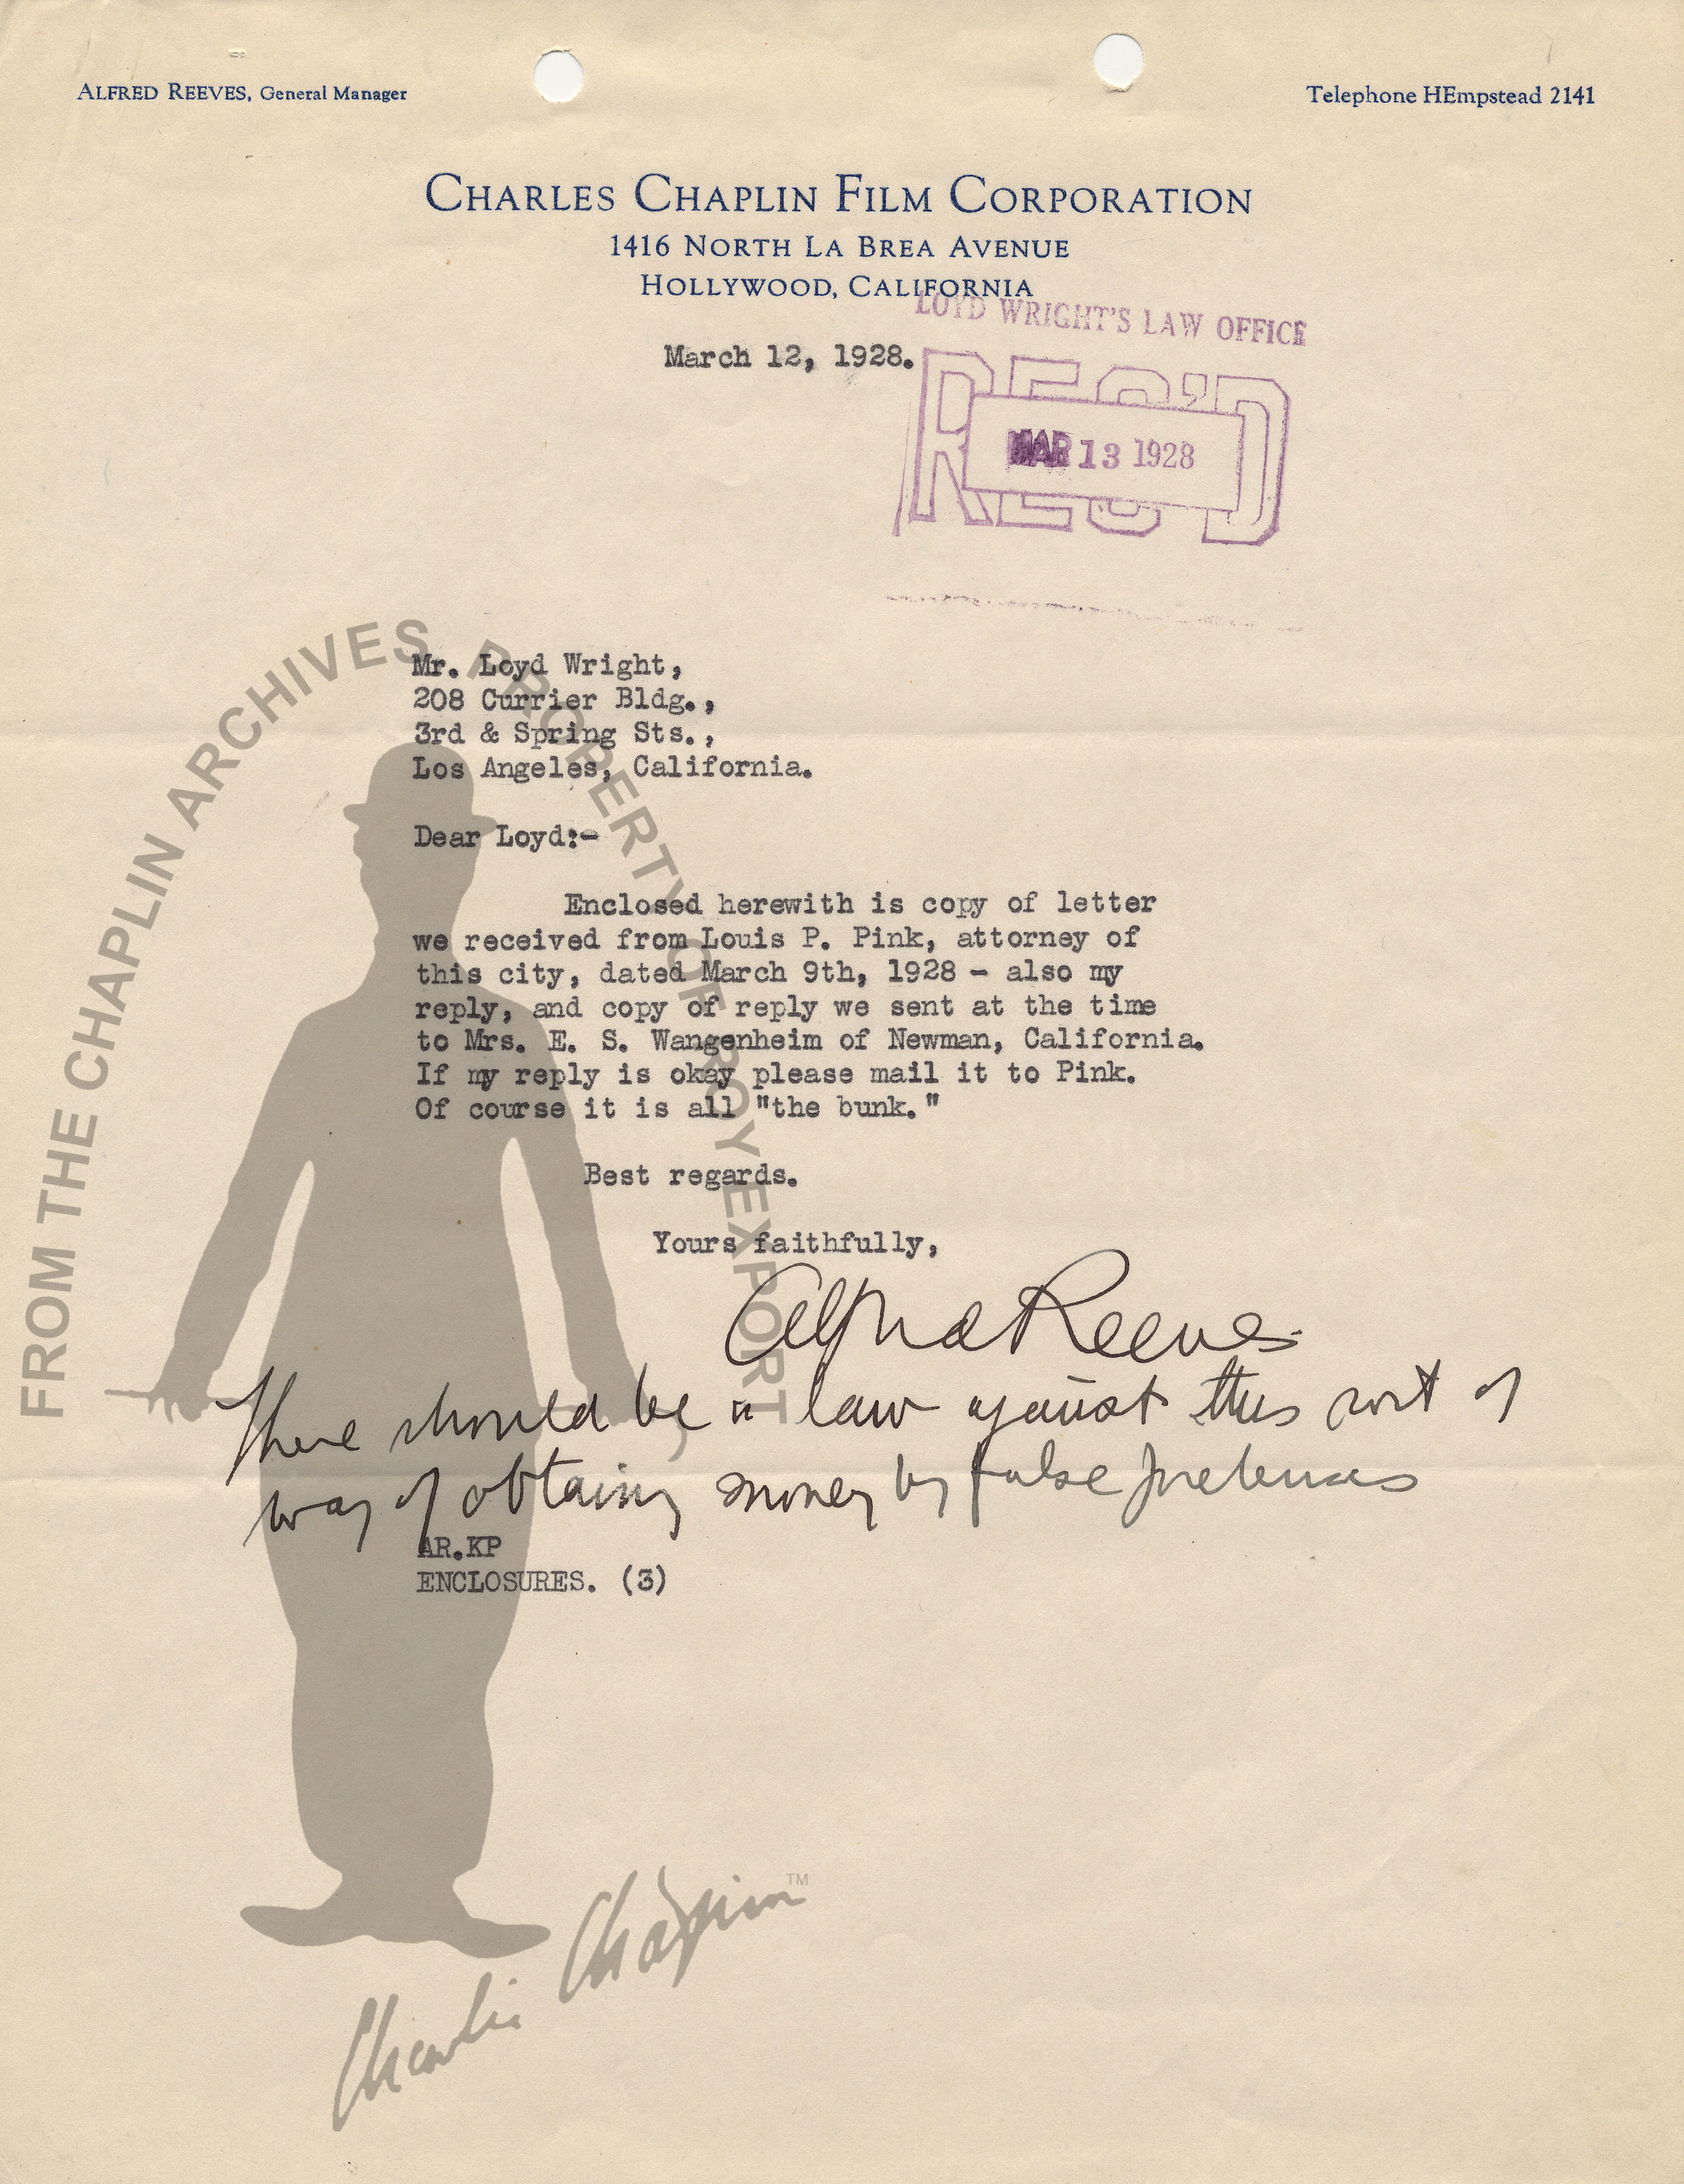 ALFRED REEVES, General Manager
Telephone HEmpstead 2141
CHARLES CHAPLIN FILM CORPORATION
1416 NORTH LA BREA AVENUE
HOLLYWOOD, CALIFORNIA
LOYD WRIGHT'S LAW OFFICE
March 12, 1928.
REC'D
MAR 13 1928
Mr. Loyd Wright,
208 Currier Bldg.,
3rd & Spring Sts.,
Los Angeles, California.
Dear Loyd:-
Enclosed herewith is copy of letter
we received from Louis P. Pink, attorney of
this city, dated March 9th, 1928 - also my
reply, and copy of reply we sent at the time
to Mrs. E. S. Wangenheim of Newman, California.
If my reply is okay please mail it to Pink.
Of course it is all "the bunk."
Best regards.
Yours faithfully,
Alfred Reeves
There should be a law against this sort of
way of obtaining money by false pretenses
AR.KP
ENCLOSURES. (3)
FROM THE CHAPLIN ARCHIVES PROPERTY OF ROY EXPORT
Charlie Chaplin TM